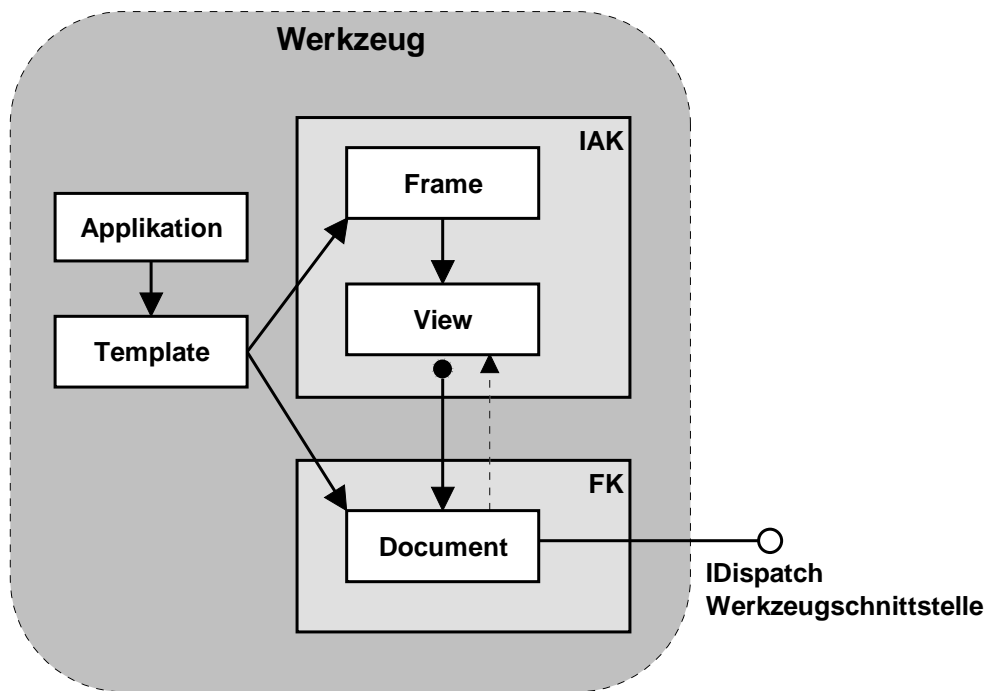 Werkzeug
IAK
Frame
Applikation
View
Template
FK
Document
IDispatch
Werkzeugschnittstelle